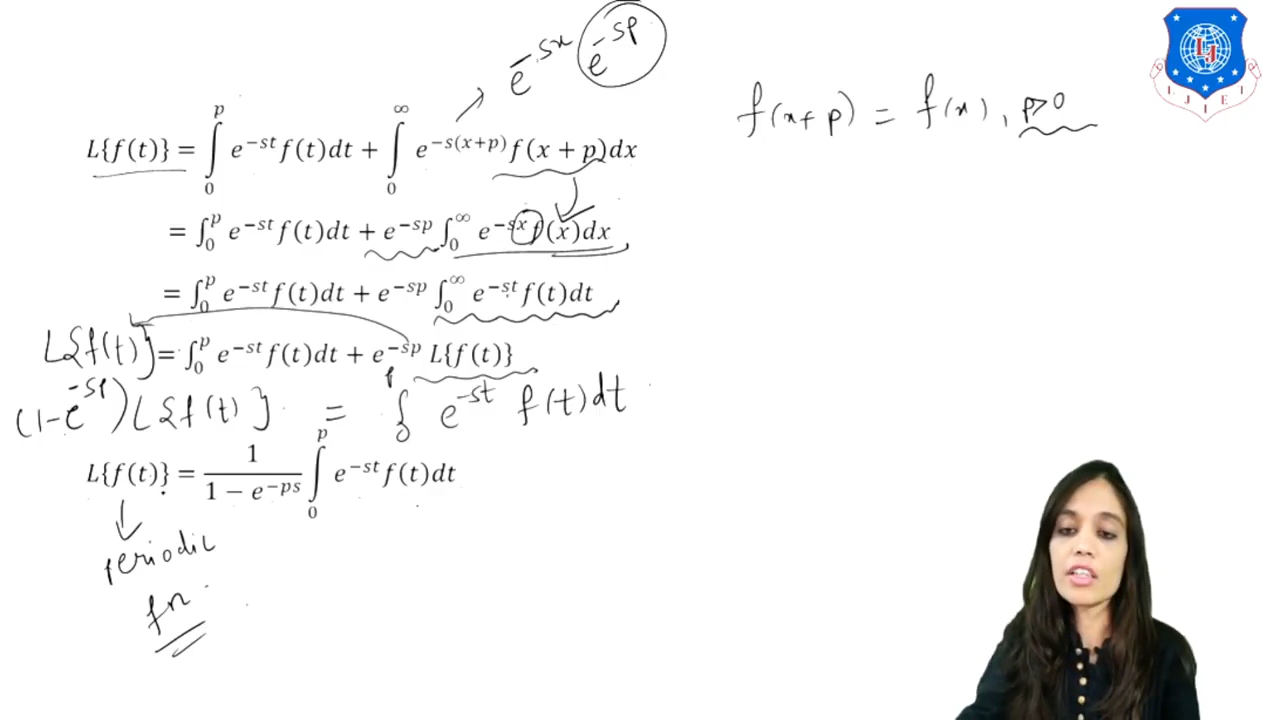 e^{-sx} e^{-sp}
f(x+p) = f(x), p>0
LJ
LJIEI
L{f(t)} = ∫_0^p e^{-st} f(t)dt + ∫_0^∞ e^{-s(x+p)} f(x + p)dx
= ∫_0^p e^{-st} f(t)dt + e^{-sp} ∫_0^∞ e^{-sx} f(x)dx
= ∫_0^p e^{-st} f(t)dt + e^{-sp} ∫_0^∞ e^{-st} f(t)dt
L{f(t)} = ∫_0^p e^{-st} f(t)dt + e^{-sp} L{f(t)}
(1-e^{-sp}) L{f(t)} = ∫_0^p e^{-st} f(t)dt
L{f(t)} = 1/(1 − e^{-ps}) ∫_0^p e^{-st} f(t)dt
periodic
fn